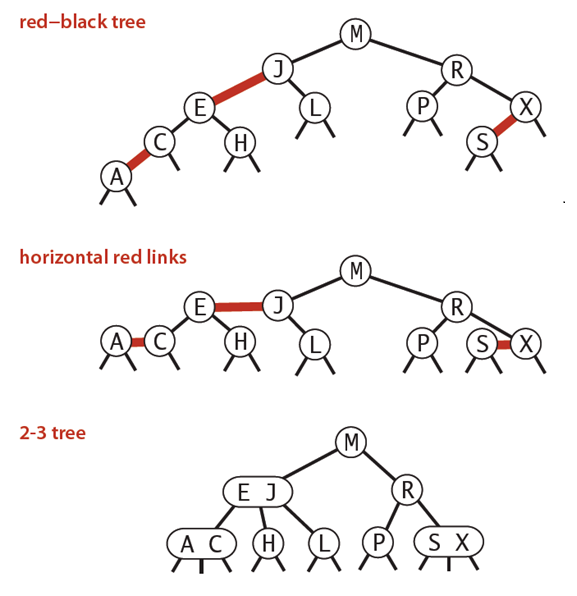 red–black tree
M
J R
E L P X
C H S
A
horizontal red links
M
E J R
A C H L P S X
2-3 tree
M
E J R
A C H L P S X